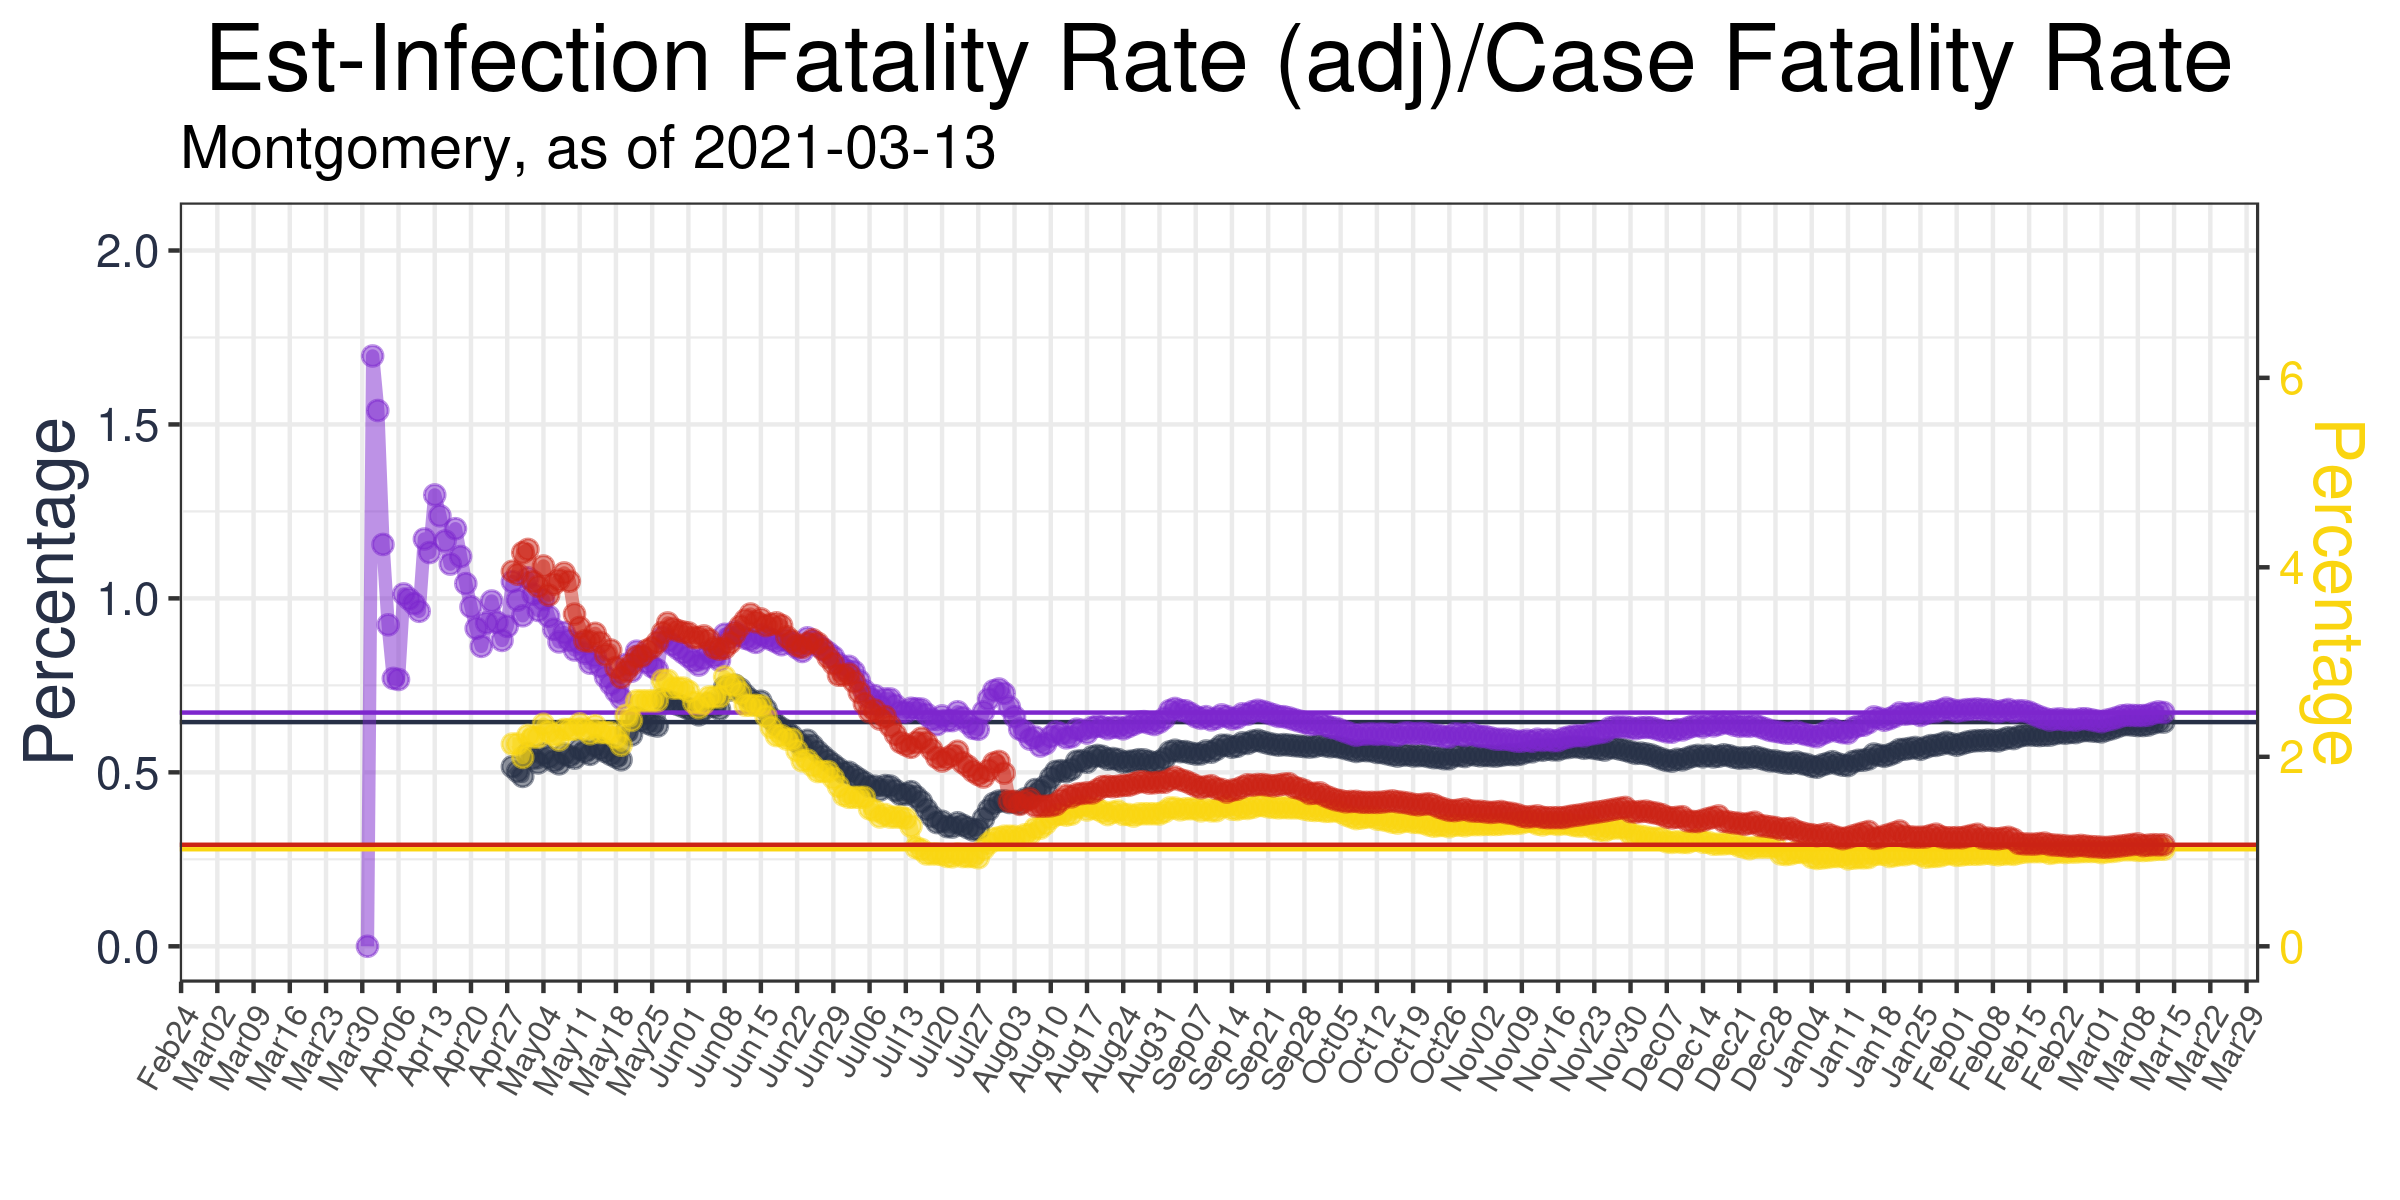 Est-Infection Fatality Rate (adj)/Case Fatality Rate
Montgomery, as of 2021-03-13
Percentage
2.0
1.5
1.0
0.5
0.0
6
4
2
0
Percentage
Feb24
Mar02
Mar09
Mar16
Mar23
Mar30
Apr06
Apr13
Apr20
Apr27
May04
May11
May18
May25
Jun01
Jun08
Jun15
Jun22
Jun29
Jul06
Jul13
Jul20
Jul27
Aug03
Aug10
Aug17
Aug24
Aug31
Sep07
Sep14
Sep21
Sep28
Oct05
Oct12
Oct19
Oct26
Nov02
Nov09
Nov16
Nov23
Nov30
Dec07
Dec14
Dec21
Dec28
Jan04
Jan11
Jan18
Jan25
Feb01
Feb08
Feb15
Feb22
Mar01
Mar08
Mar15
Mar22
Mar29